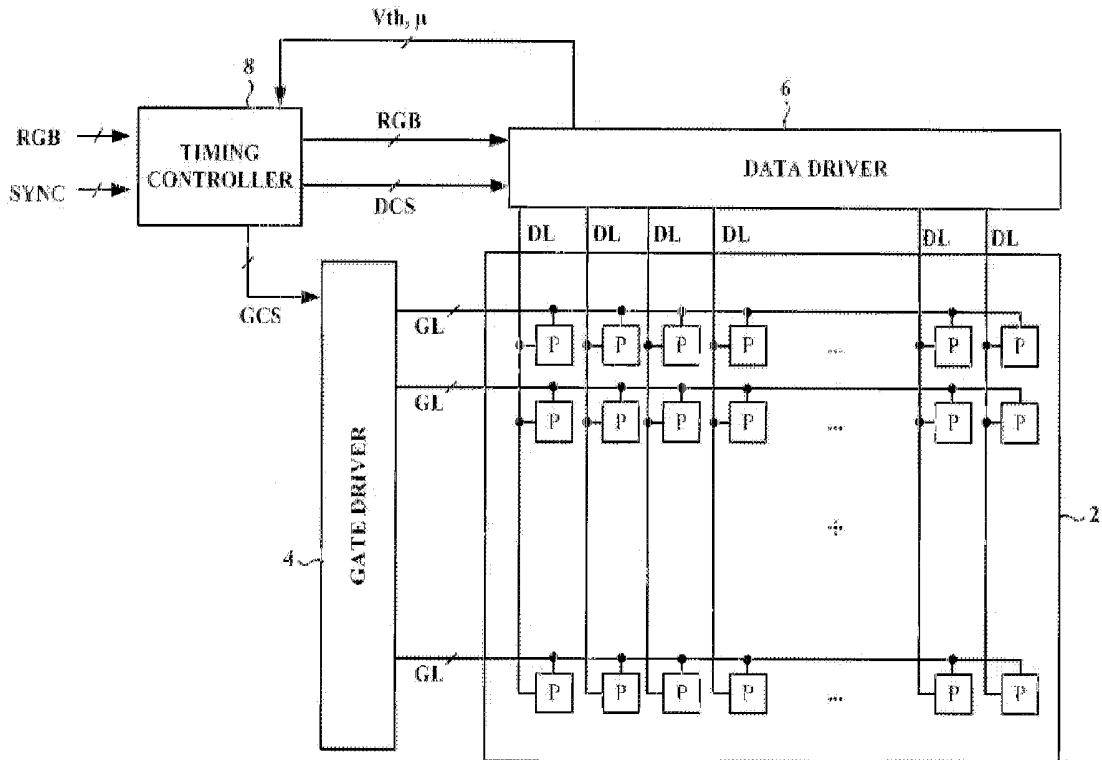 Vth, μ
8
6
RGB
RGB
TIMING
CONTROLLER
DATA DRIVER
SYNC
DCS
DL DL DL DL DL DL
GCS
GL
P P P P ... P P
GL
P P P P ... P P
GATE DRIVER
2
4
GL
P P P P ... P P